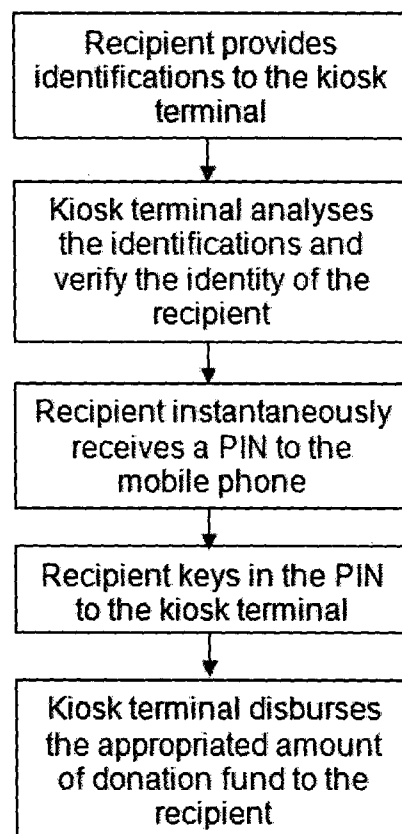 Recipient provides
identifications to the kiosk
terminal
Kiosk terminal analyses
the identifications and
verify the identity of the
recipient
Recipient instantaneously
receives a PIN to the
mobile phone
Recipient keys in the PIN
to the kiosk terminal
Kiosk terminal disburses
the appropriated amount
of donation fund to the
recipient